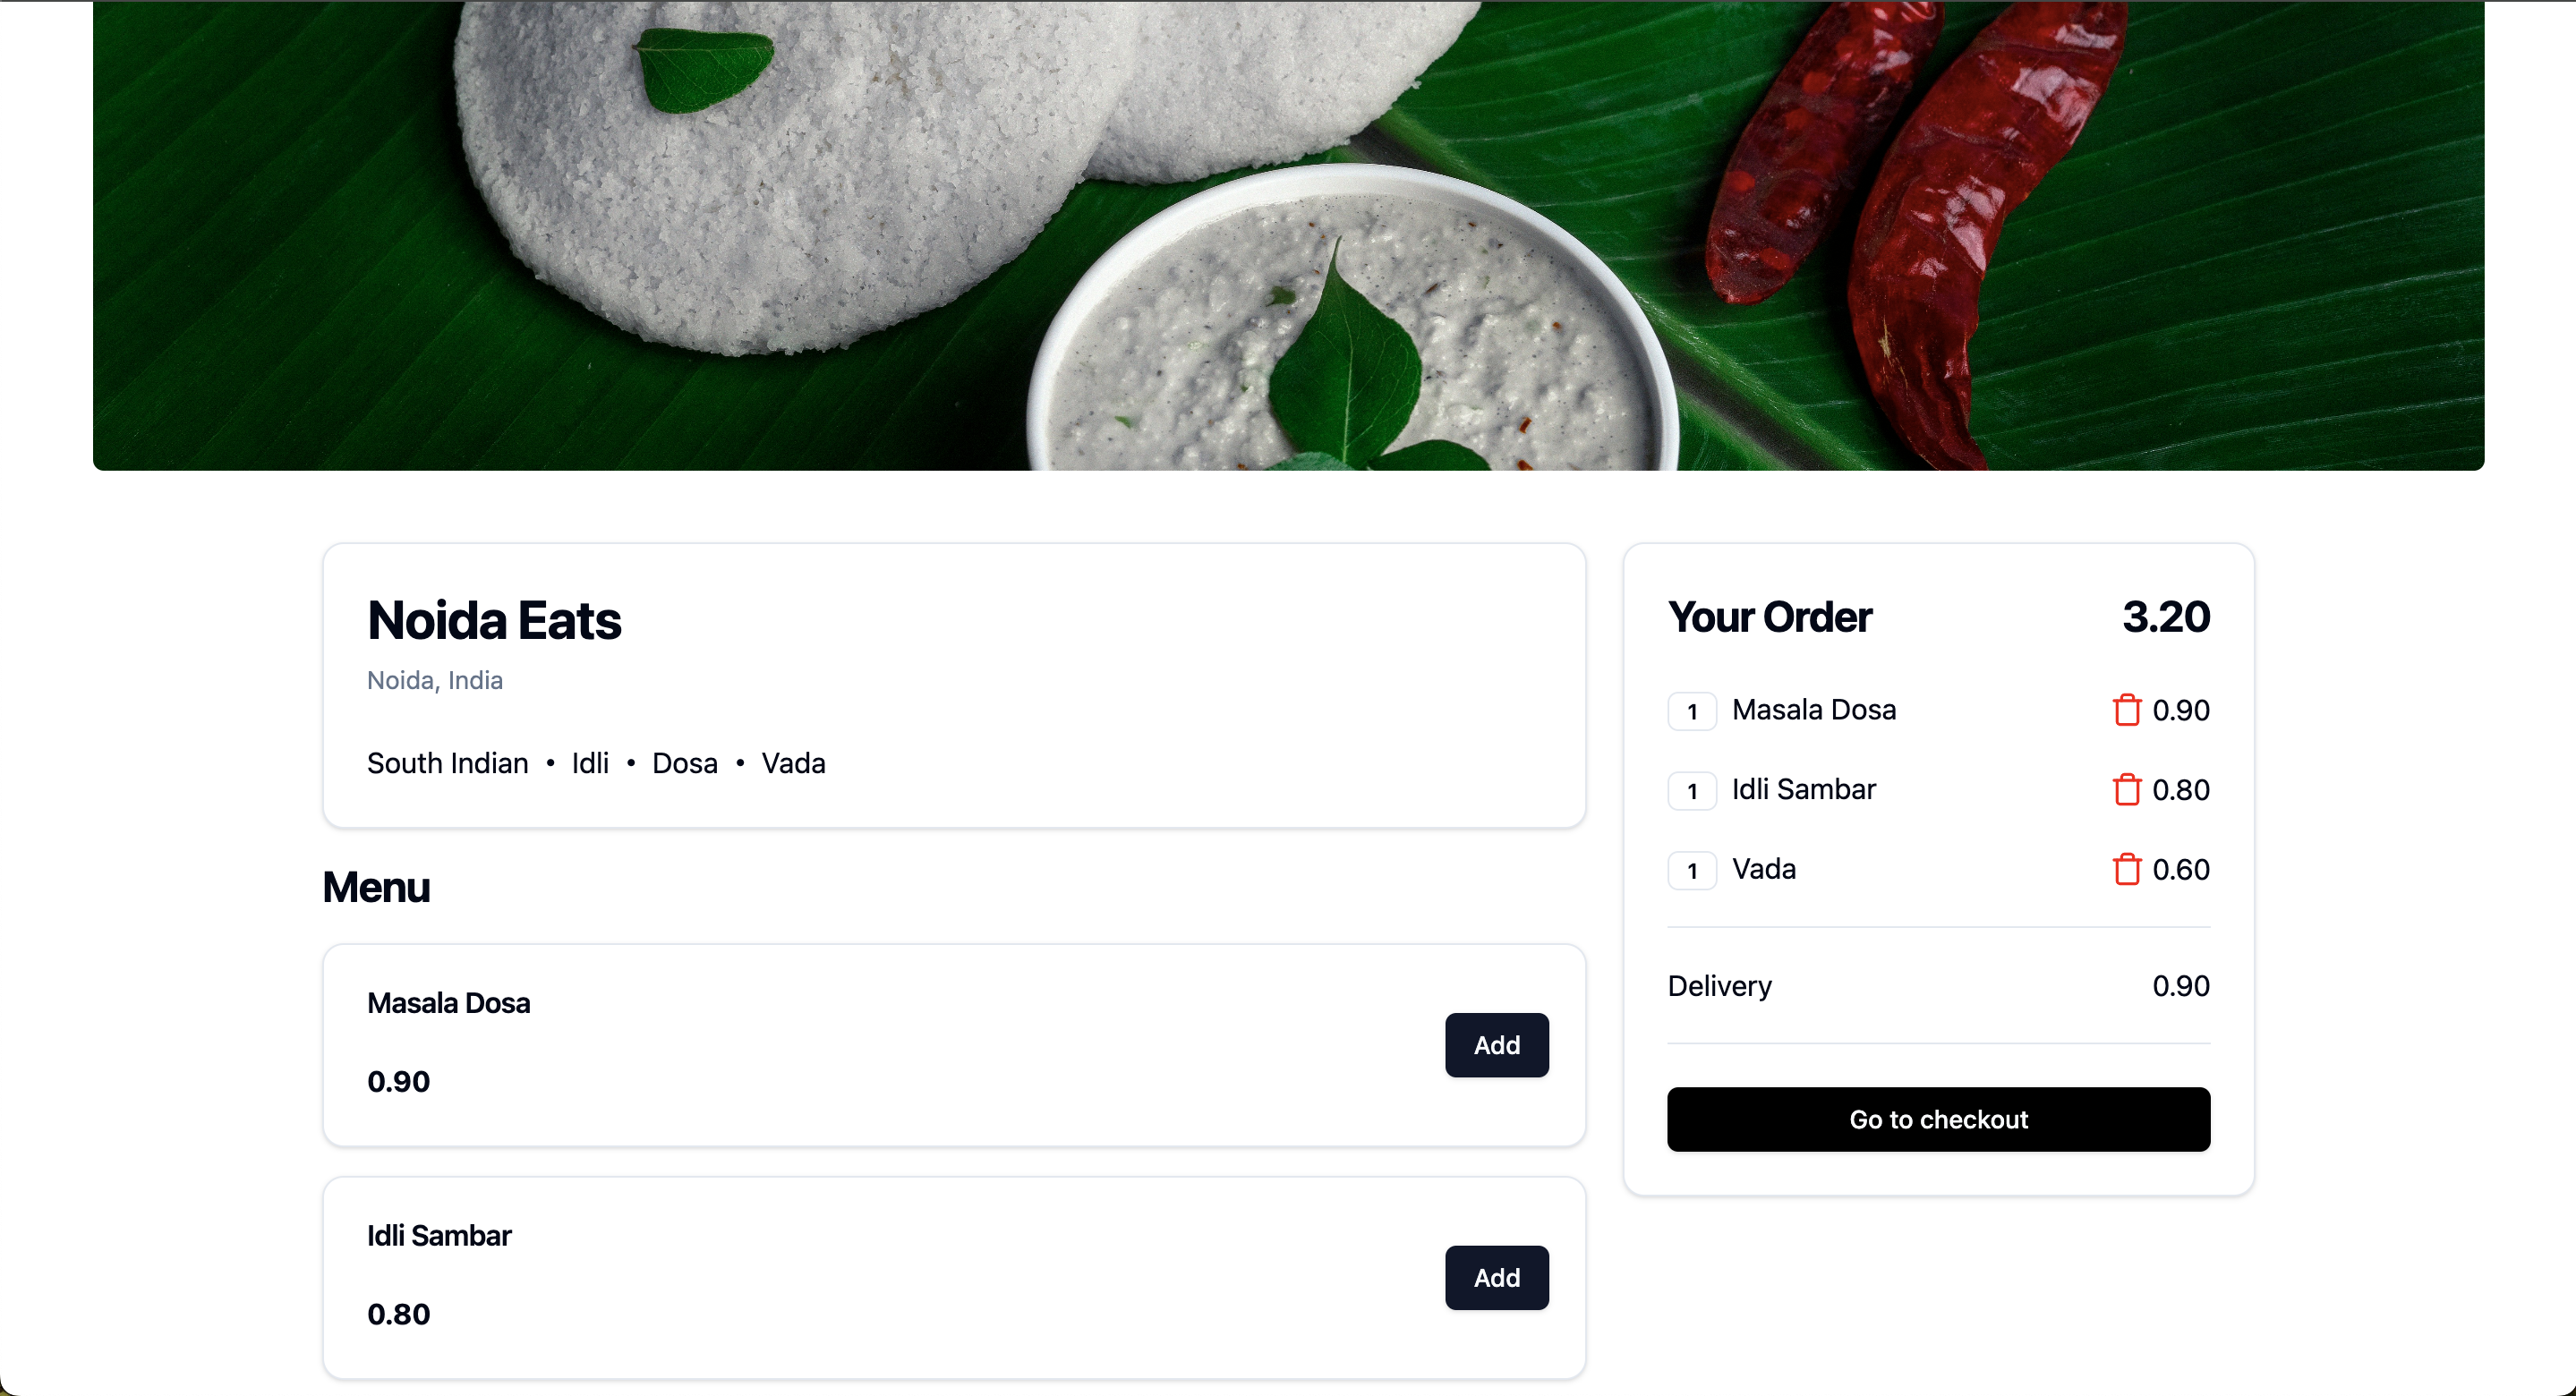 Noida Eats
Noida, India
South Indian • Idli • Dosa • Vada
Menu
Masala Dosa
0.90
Add
Idli Sambar
0.80
Add
Your Order 3.20
1 Masala Dosa 0.90
1 Idli Sambar 0.80
1 Vada 0.60
Delivery 0.90
Go to checkout